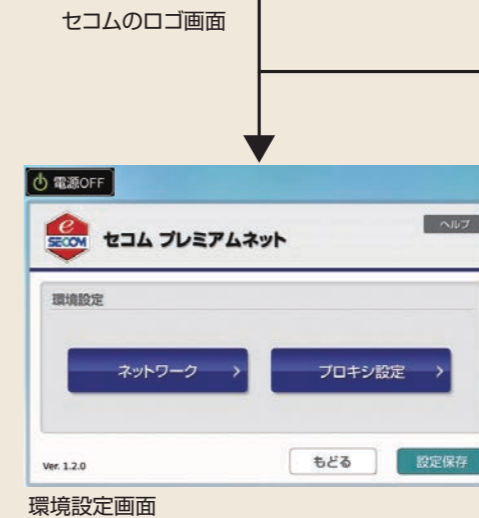 セコムのロゴ画面
電源OFF
e
SECOM
セコム プレミアムネット
ヘルプ
環境設定
ネットワーク
プロキシ設定
Ver. 1.2.0
もどる
設定保存
環境設定画面